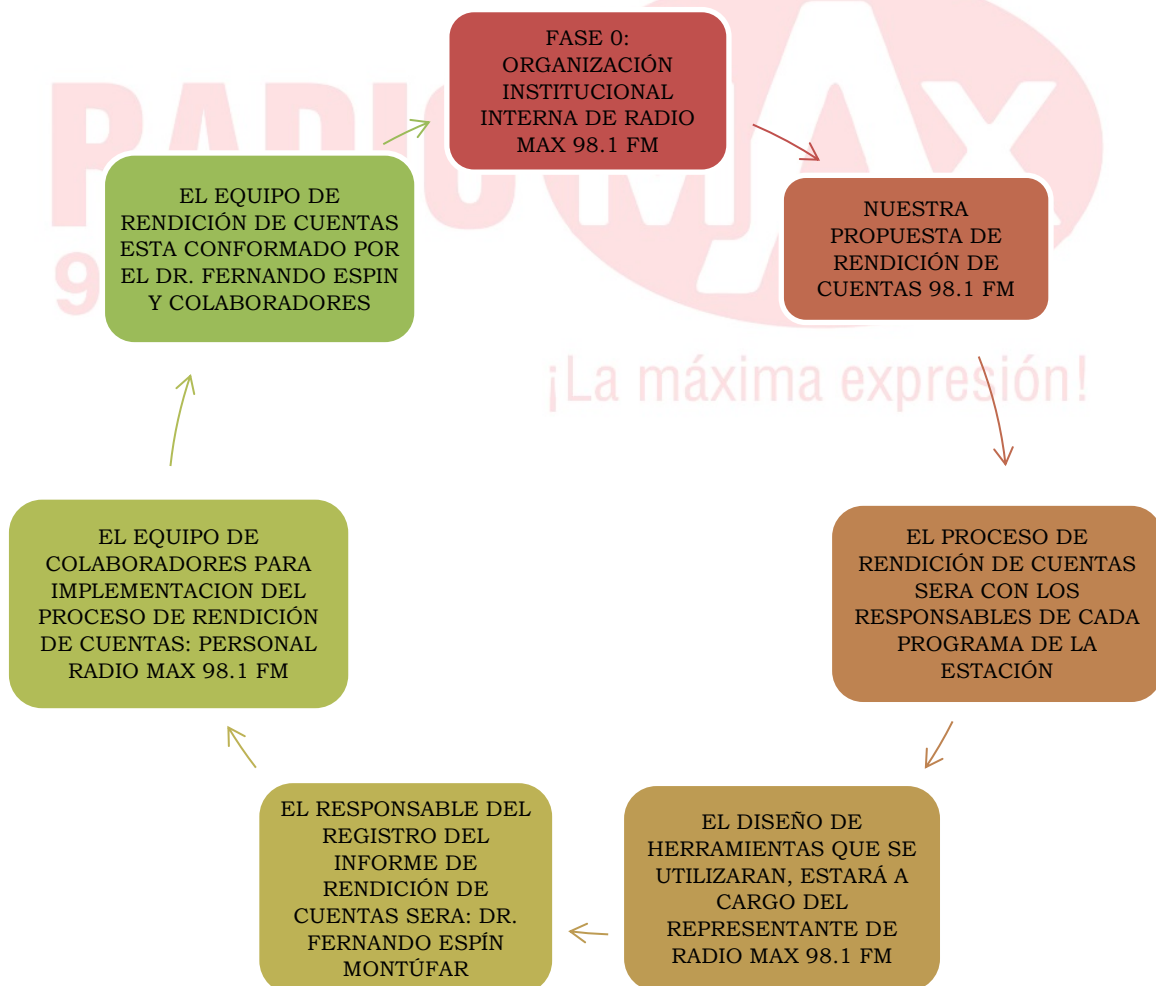 FASE 0:
ORGANIZACIÓN
INSTITUCIONAL
INTERNA DE RADIO
MAX 98.1 FM
NUESTRA
PROPUESTA DE
RENDICIÓN DE
CUENTAS 98.1 FM
EL PROCESO DE
RENDICIÓN DE CUENTAS
SERA CON LOS
RESPONSABLES DE CADA
PROGRAMA DE LA
ESTACIÓN
EL DISEÑO DE
HERRAMIENTAS QUE SE
UTILIZARAN, ESTARÁ A
CARGO DEL
REPRESENTANTE DE
RADIO MAX 98.1 FM
EL RESPONSABLE DEL
REGISTRO DEL
INFORME DE
RENDICIÓN DE
CUENTAS SERA: DR.
FERNANDO ESPÍN
MONTÚFAR
EL EQUIPO DE
COLABORADORES PARA
IMPLEMENTACION DEL
PROCESO DE RENDICIÓN
DE CUENTAS: PERSONAL
RADIO MAX 98.1 FM
EL EQUIPO DE
RENDICIÓN DE CUENTAS
ESTA CONFORMADO POR
EL DR. FERNANDO ESPIN
Y COLABORADORES
RADIO MAX
¡La máxima expresión!